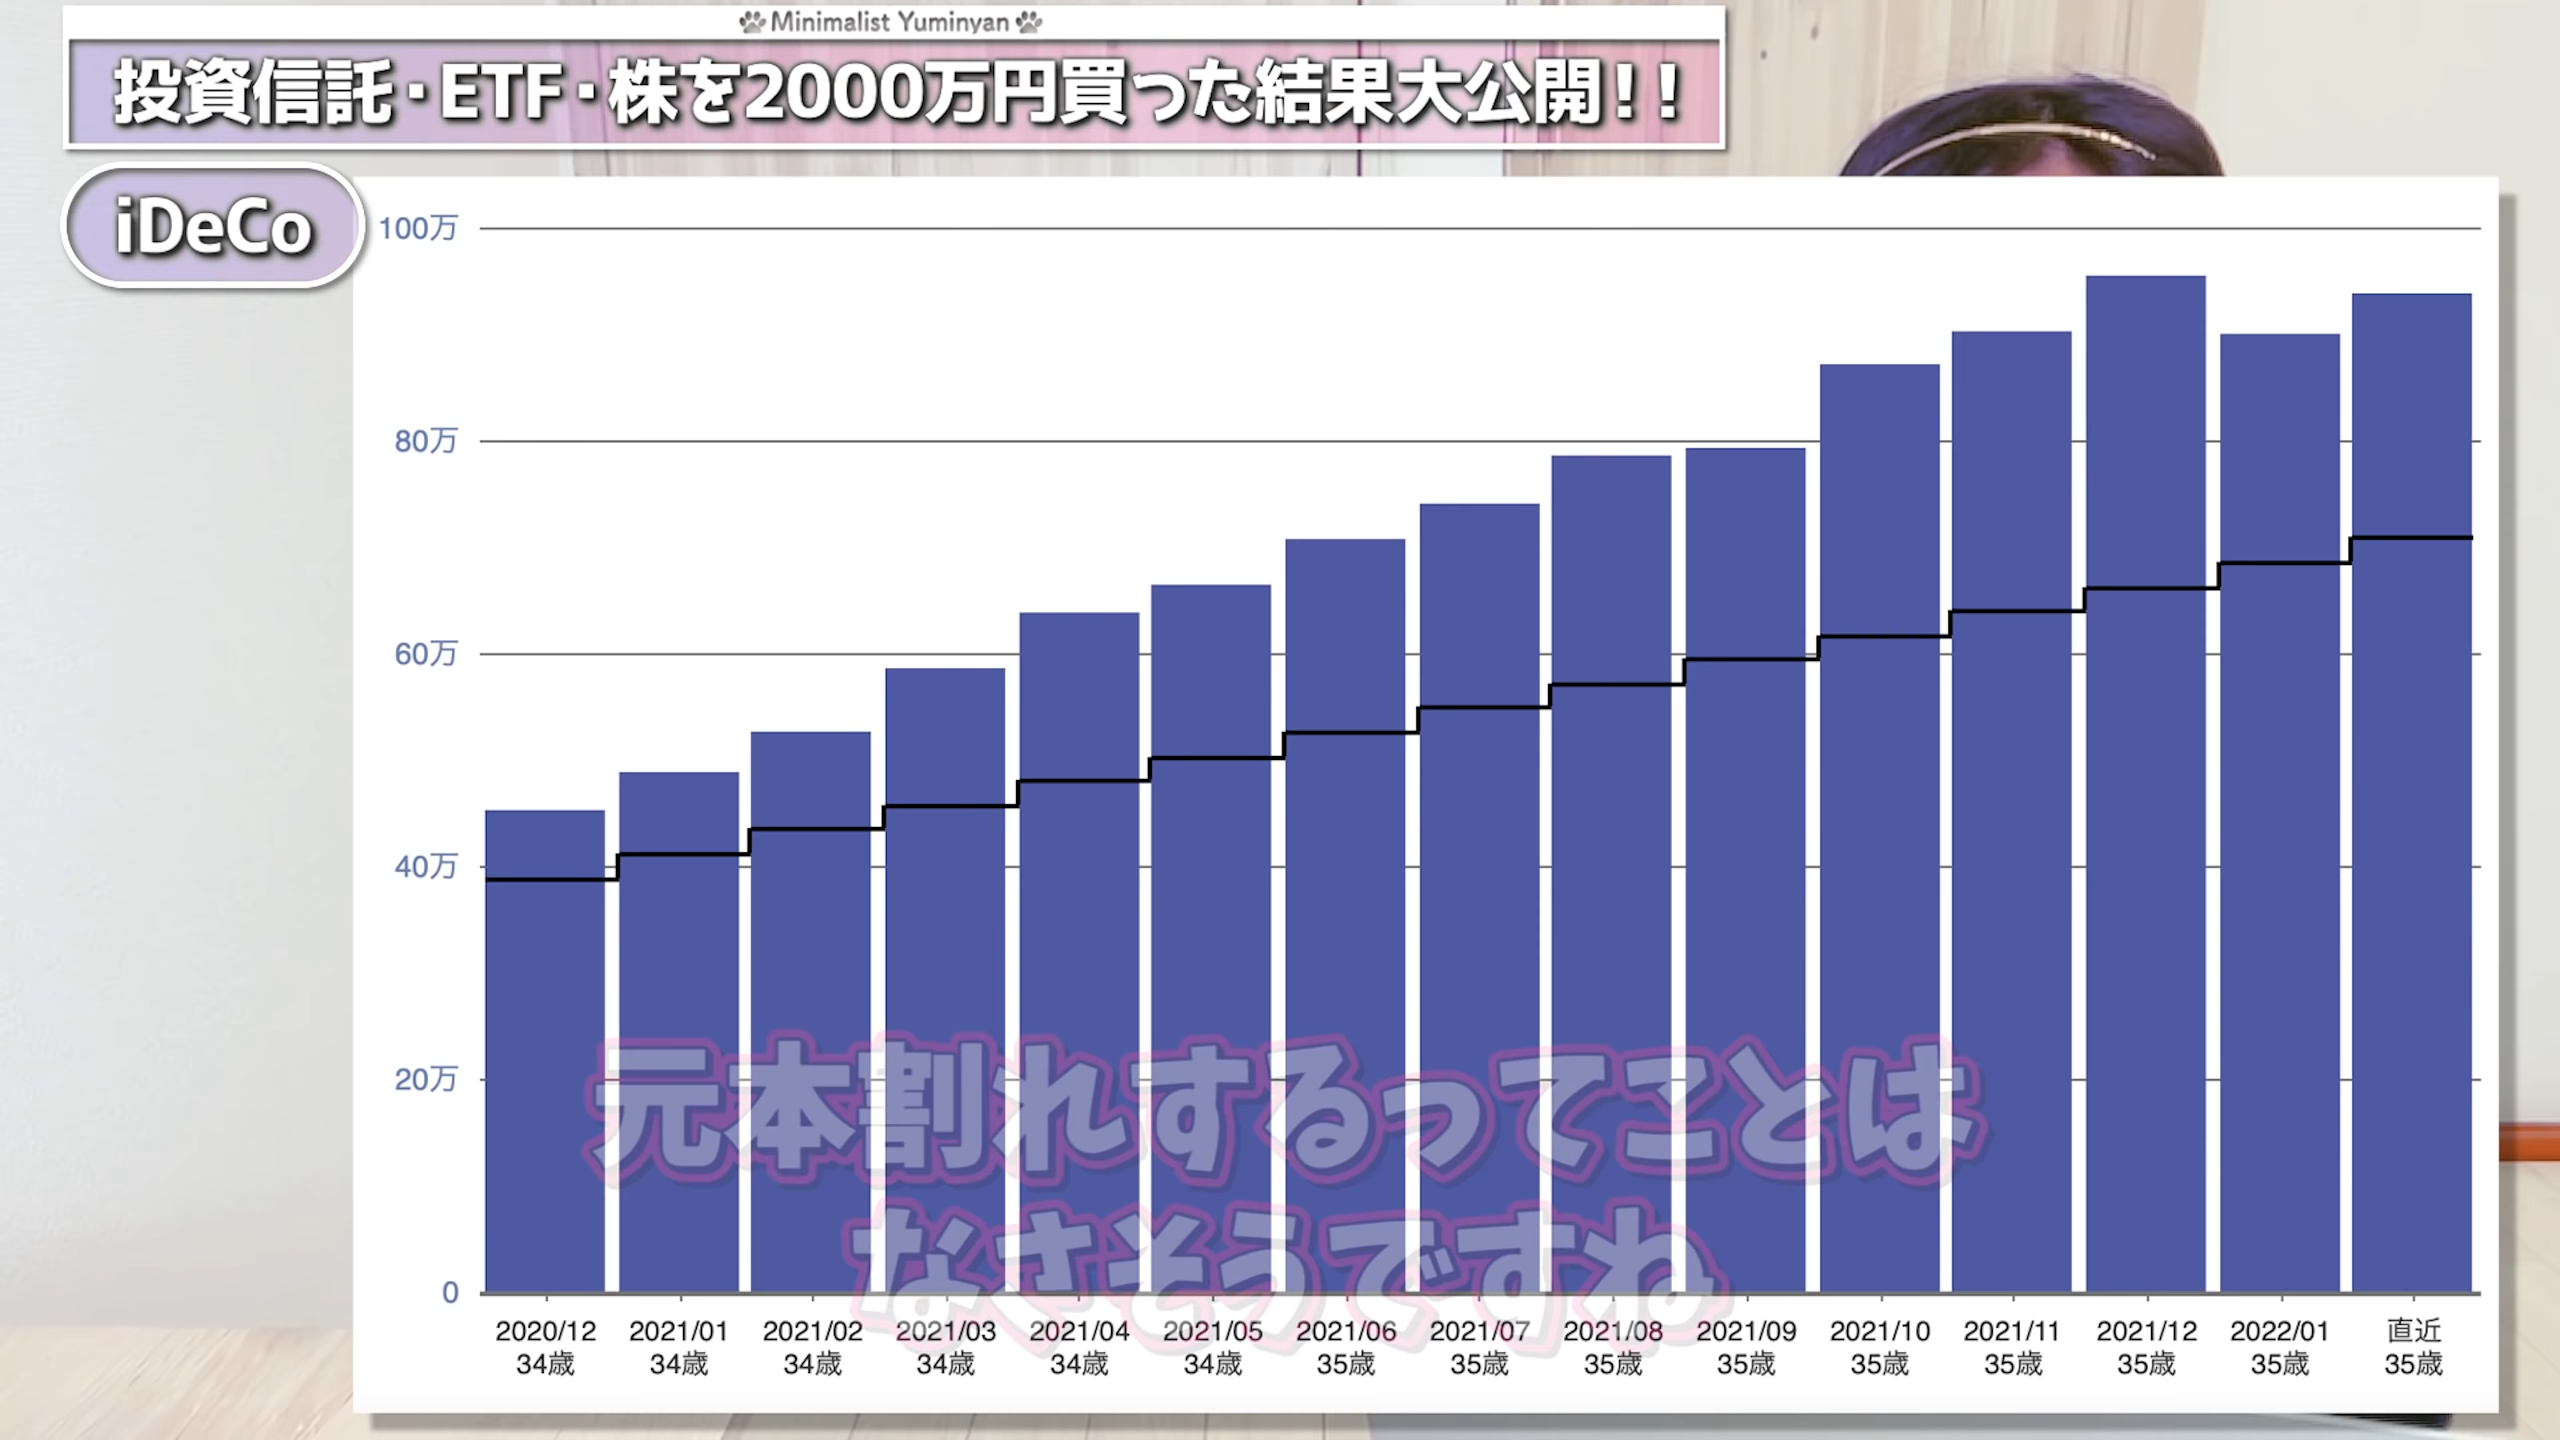 Minimalist Yuminyan
投資信託・ETF・株を2000万円買った結果大公開!!
iDeCo
100万
80万
60万
40万
20万
0
元本割れするってことは
なさそうですね
2020/12 2021/01 2021/02 2021/03 2021/04 2021/05 2021/06 2021/07 2021/08 2021/09 2021/10 2021/11 2021/12 2022/01 直近
34歳 34歳 34歳 34歳 34歳 34歳 35歳 35歳 35歳 35歳 35歳 35歳 35歳 35歳 35歳